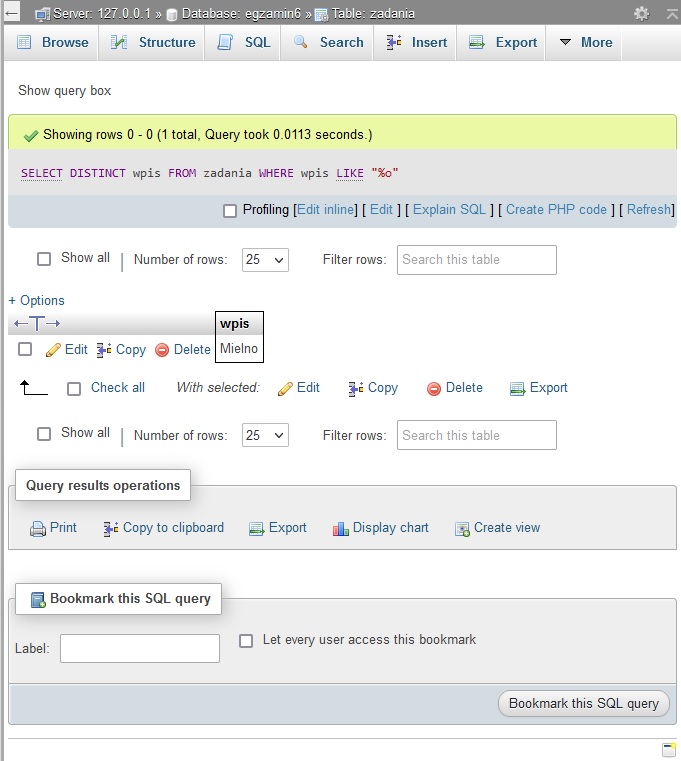 Server: 127.0.0.1 » Database: egzamin6 » Table: zadania
Browse Structure SQL Search Insert Export More
Show query box
Showing rows 0 - 0 (1 total, Query took 0.0113 seconds.)
SELECT DISTINCT wpis FROM zadania WHERE wpis LIKE "%o"
Profiling [Edit inline] [ Edit ] [ Explain SQL ] [ Create PHP code ] [ Refresh]
Show all | Number of rows: 25 Filter rows: Search this table
+ Options
←T→ wpis
Edit Copy Delete Mielno
Check all With selected: Edit Copy Delete Export
Show all | Number of rows: 25 Filter rows: Search this table
Query results operations
Print Copy to clipboard Export Display chart Create view
Bookmark this SQL query
Label: Let every user access this bookmark
Bookmark this SQL query